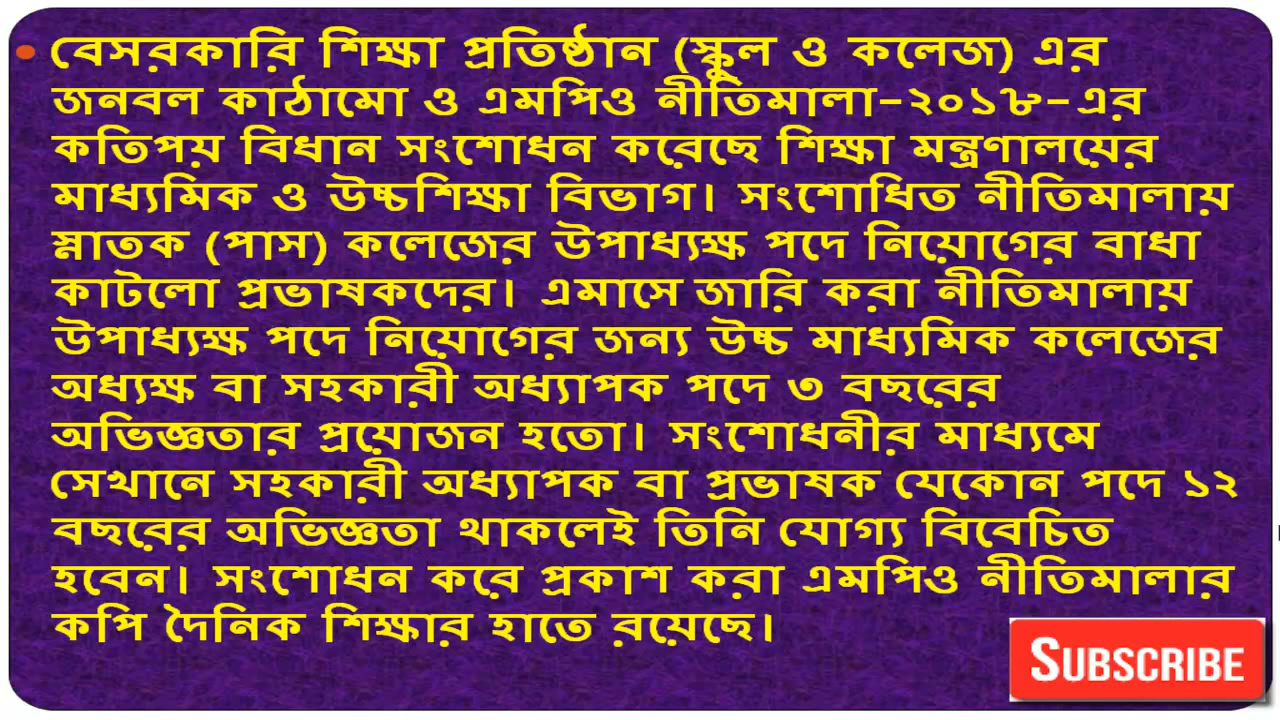 বেসরকারি শিক্ষা প্রতিষ্ঠান (স্কুল ও কলেজ) এর
জনবল কাঠামো ও এমপিও নীতিমালা-২০১৮-এর
কতিপয় বিধান সংশোধন করেছে শিক্ষা মন্ত্রণালয়ের
মাধ্যমিক ও উচ্চশিক্ষা বিভাগ। সংশোধিত নীতিমালায়
স্নাতক (পাস) কলেজের উপাধ্যক্ষ পদে নিয়োগের বাধা
কাটলো প্রভাষকদের। এমাসে জারি করা নীতিমালায়
উপাধ্যক্ষ পদে নিয়োগের জন্য উচ্চ মাধ্যমিক কলেজের
অধ্যক্ষ বা সহকারী অধ্যাপক পদে ৩ বছরের
অভিজ্ঞতার প্রয়োজন হতো। সংশোধনীর মাধ্যমে
সেখানে সহকারী অধ্যাপক বা প্রভাষক যেকোন পদে ১২
বছরের অভিজ্ঞতা থাকলেই তিনি যোগ্য বিবেচিত
হবেন। সংশোধন করে প্রকাশ করা এমপিও নীতিমালার
কপি দৈনিক শিক্ষার হাতে রয়েছে।
SUBSCRIBE